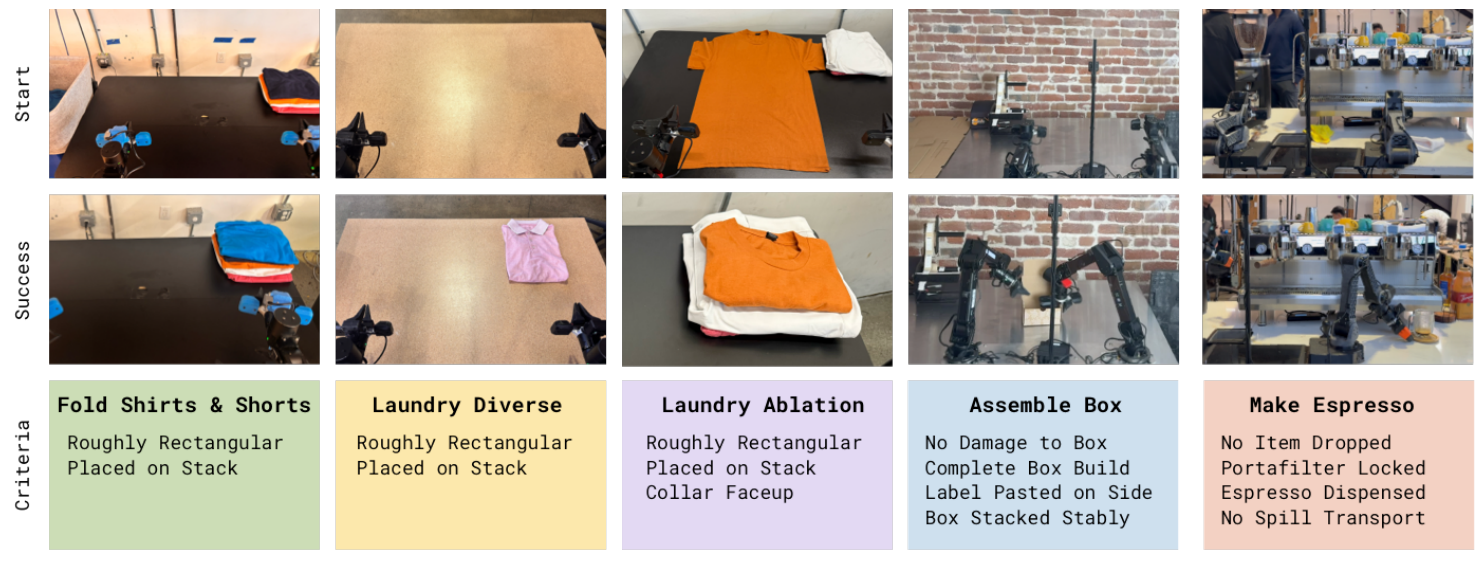 Start
Success
Criteria
Fold Shirts & Shorts
Roughly Rectangular
Placed on Stack
Laundry Diverse
Roughly Rectangular
Placed on Stack
Laundry Ablation
Roughly Rectangular
Placed on Stack
Collar Faceup
Assemble Box
No Damage to Box
Complete Box Build
Label Pasted on Side
Box Stacked Stably
Make Espresso
No Item Dropped
Portafilter Locked
Espresso Dispensed
No Spill Transport